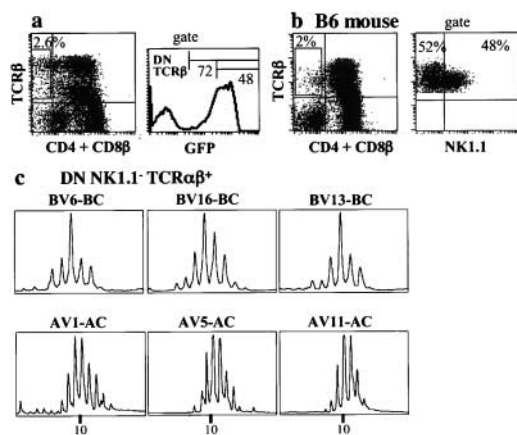 a
gate
b B6 mouse
gate
2.6%
DN
TCRβ
72
48
2%
52%
48%
TCRβ
CD4 + CD8β
GFP
TCRβ
CD4 + CD8β
NK1.1
c DN NK1.1⁻ TCRαβ⁺
BV6-BC BV16-BC BV13-BC
AV1-AC AV5-AC AV11-AC
10 10 10